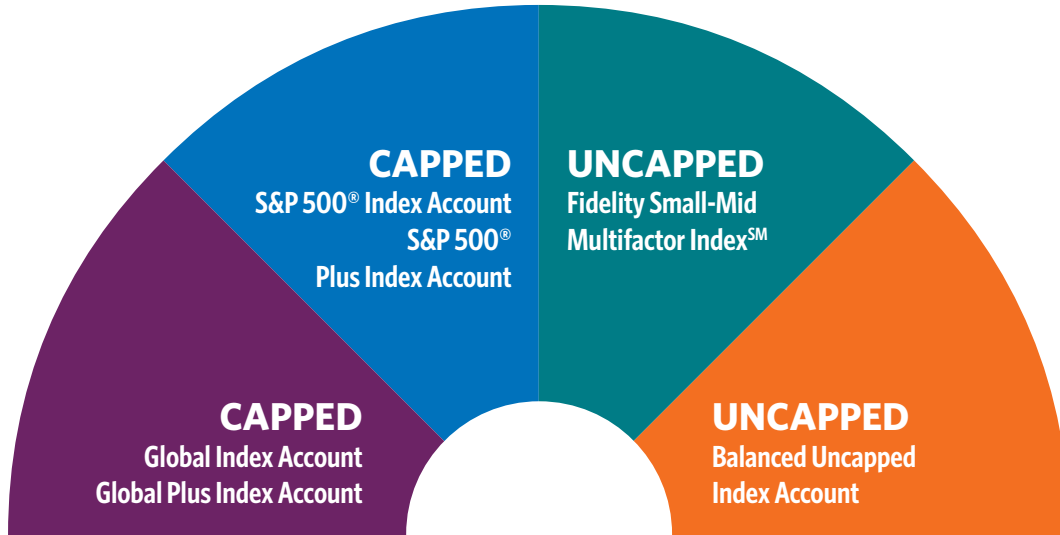 CAPPED
S&P 500® Index Account
S&P 500®
Plus Index Account
UNCAPPED
Fidelity Small-Mid
Multifactor Index℠
CAPPED
Global Index Account
Global Plus Index Account
UNCAPPED
Balanced Uncapped
Index Account